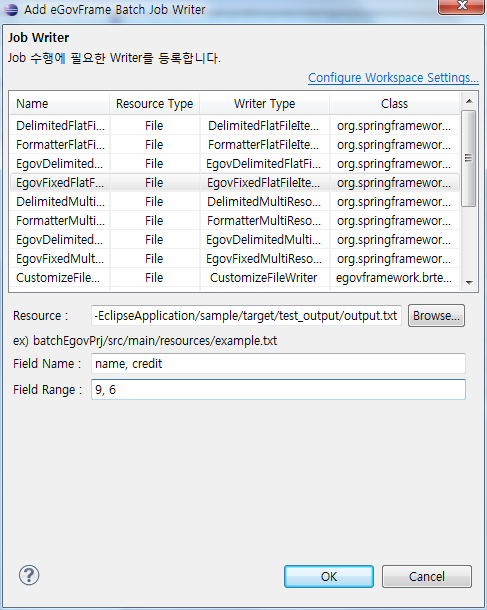 Add eGovFrame Batch Job Writer
Job Writer
Job 수행에 필요한 Writer를 등록합니다.
Configure Workspace Settings...
Name Resource Type Writer Type Class
DelimitedFlatFi... File DelimitedFlatFileIte... org.springframewor...
FormatterFlatFi... File FormatterFlatFileIte... org.springframewor...
EgovDelimited... File EgovDelimitedFlatFi... org.springframewor...
EgovFixedFlatF... File EgovFixedFlatFileIte... org.springframewor...
DelimitedMulti... File DelimitedMultiReso... org.springframewor...
FormatterMulti... File FormatterMultiReso... org.springframewor...
EgovDelimited... File EgovDelimitedMulti... org.springframewor...
EgovFixedMult... File EgovFixedMultiReso... org.springframewor...
CustomizeFile... File CustomizeFileWriter egovframework.brte...
Resource : -EclipseApplication/sample/target/test_output/output.txt Browse...
ex) batchEgovPrj/src/main/resources/example.txt
Field Name : name, credit
Field Range : 9, 6
? OK Cancel